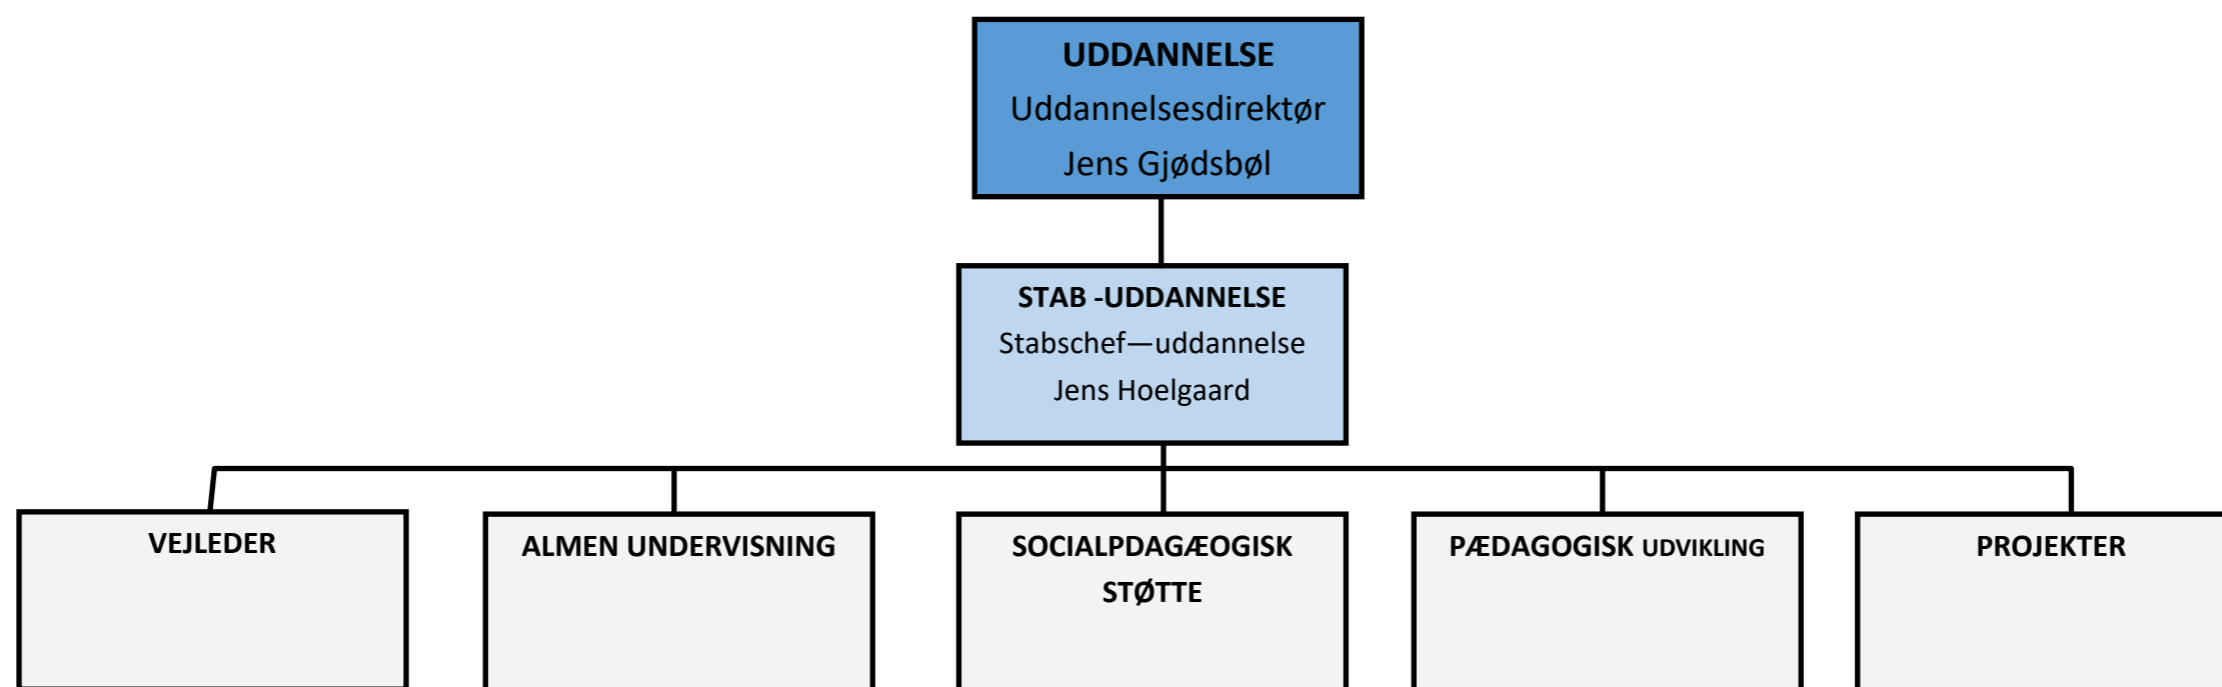 UDDANNELSE
Uddannelsesdirektør
Jens Gjødsbøl
STAB -UDDANNELSE
Stabschef—uddannelse
Jens Hoelgaard
VEJLEDER
ALMEN UNDERVISNING
SOCIALPDAGÆOGISK
STØTTE
PÆDAGOGISK UDVIKLING
PROJEKTER